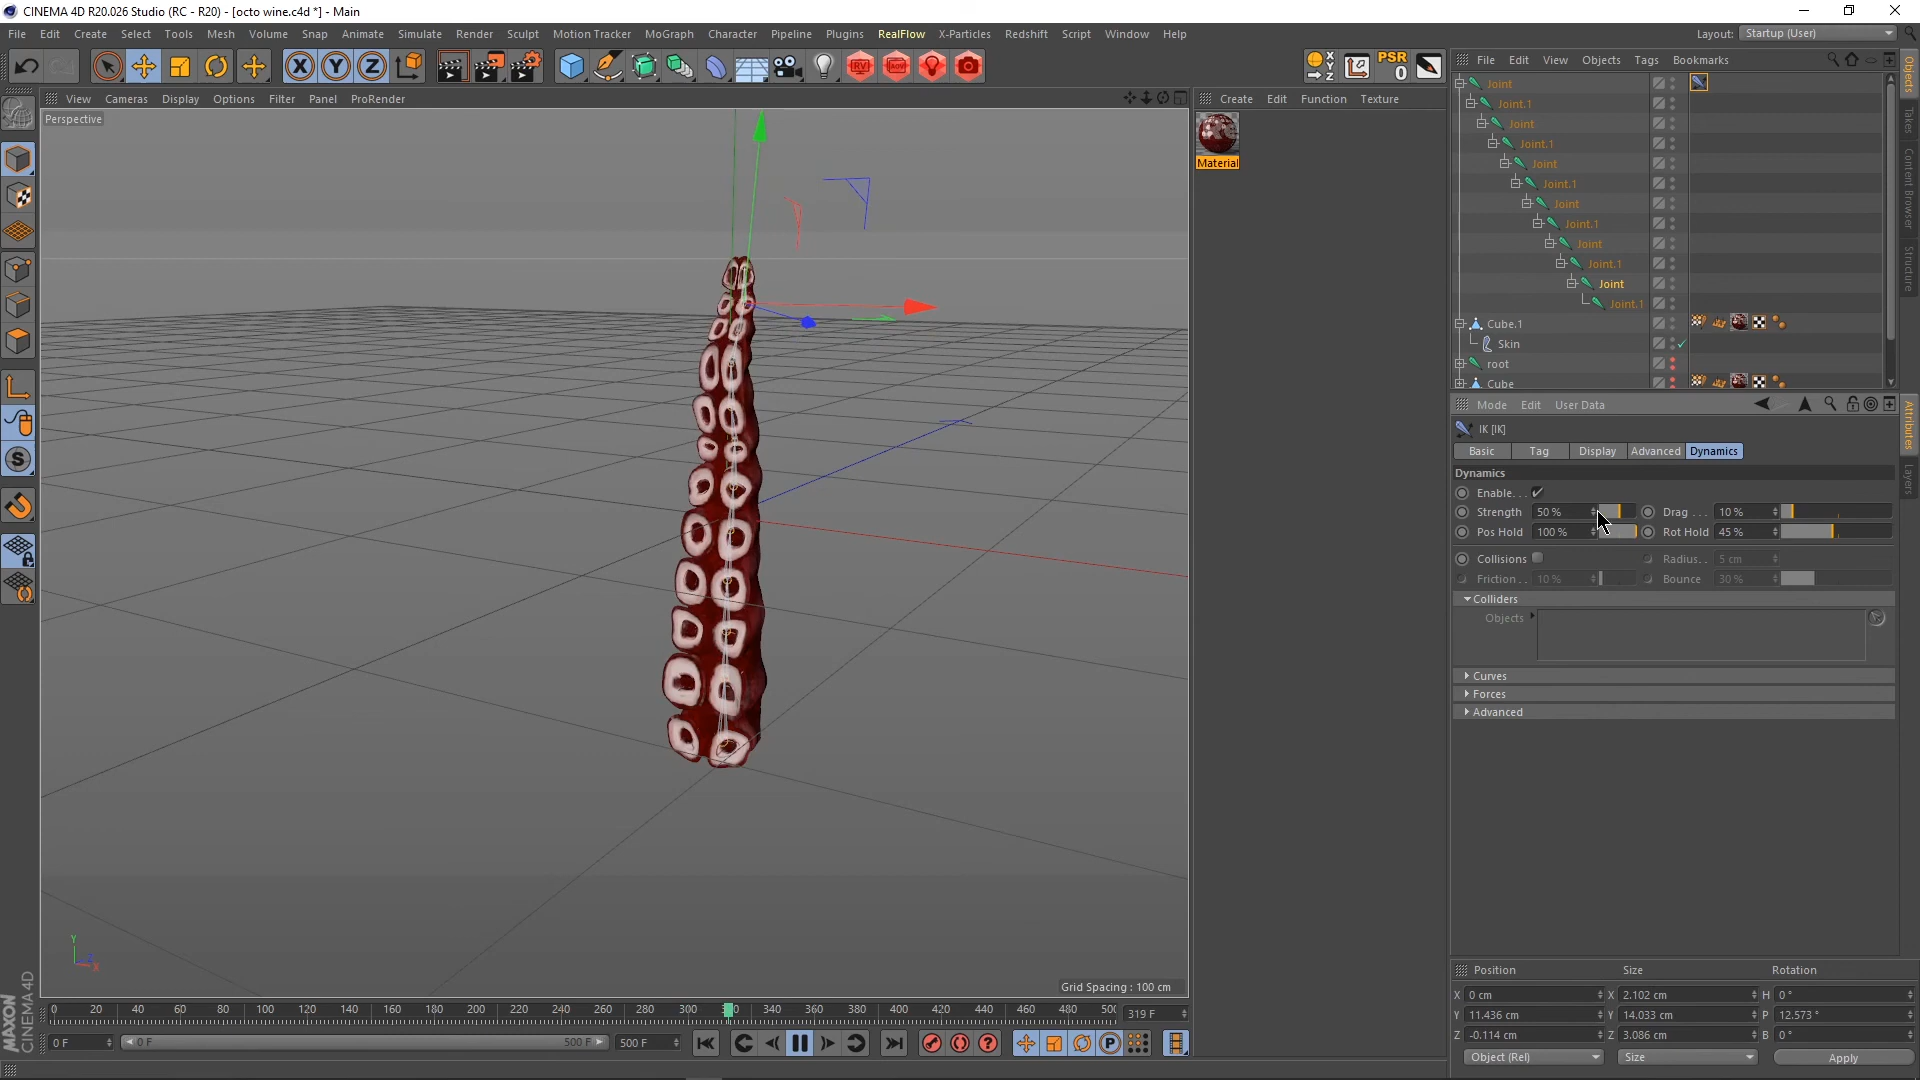 CINEMA 4D R20.026 Studio (RC - R20) - [octo wine.c4d *] - Main
File Edit Create Select Tools Mesh Volume Snap Animate Simulate Render Sculpt Motion Tracker MoGraph Character Pipeline Plugins RealFlow X-Particles Redshift Script Window Help Layout: Startup (User)
PSR
0
View Cameras Display Options Filter Panel ProRender
Create Edit Function Texture
File Edit View Objects Tags Bookmarks
Perspective
Material
Joint
Joint.1
Joint
Joint.1
Joint
Joint.1
Joint
Joint.1
Joint
Joint.1
Joint
Joint.1
Cube.1
Skin
root
Cube
Objects
Takes
Content Browser
Structure
Mode Edit User Data
IK [IK]
Basic Tag Display Advanced Dynamics
Dynamics
Enable. . .
Strength 50 % Drag . . . 10 %
Pos Hold 100 % Rot Hold 45 %
Collisions Radius. . 5 cm
Friction . . 10 % Bounce 30 %
Colliders
Objects
Curves
Forces
Advanced
Attributes
Layers
Y
Z
X
Grid Spacing : 100 cm
0 20 40 60 80 100 120 140 160 180 200 220 240 260 280 300 340 360 380 400 420 440 460 480 319 F
0 F 0 F 500 F 500 F
Position Size Rotation
X 0 cm X 2.102 cm H 0 °
Y 11.436 cm Y 14.033 cm P 12.573 °
Z -0.114 cm Z 3.086 cm B 0 °
Object (Rel) Size Apply
MAXON
CINEMA 4D